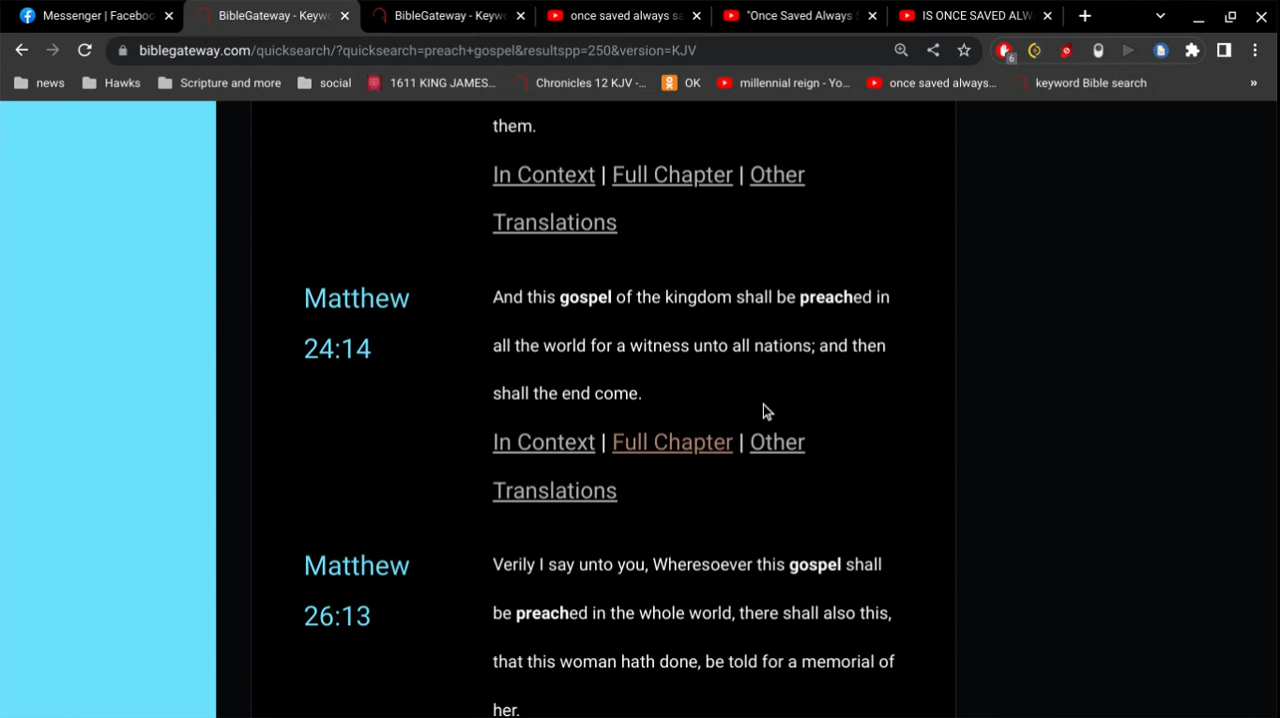 Messenger | Faceboo
BibleGateway - Keyw
BibleGateway - Keyw
once saved always sa
"Once Saved Always S
IS ONCE SAVED ALW
biblegateway.com/quicksearch/?quicksearch=preach+gospel&resultspp=250&version=KJV
6
news
Hawks
Scripture and more
social
1611 KING JAMES...
Chronicles 12 KJV -...
OK
millennial reign - Yo...
once saved always...
keyword Bible search
»
them.
In Context | Full Chapter | Other
Translations
Matthew
24:14
And this gospel of the kingdom shall be preached in
all the world for a witness unto all nations; and then
shall the end come.
In Context | Full Chapter | Other
Translations
Matthew
26:13
Verily I say unto you, Wheresoever this gospel shall
be preached in the whole world, there shall also this,
that this woman hath done, be told for a memorial of
her.